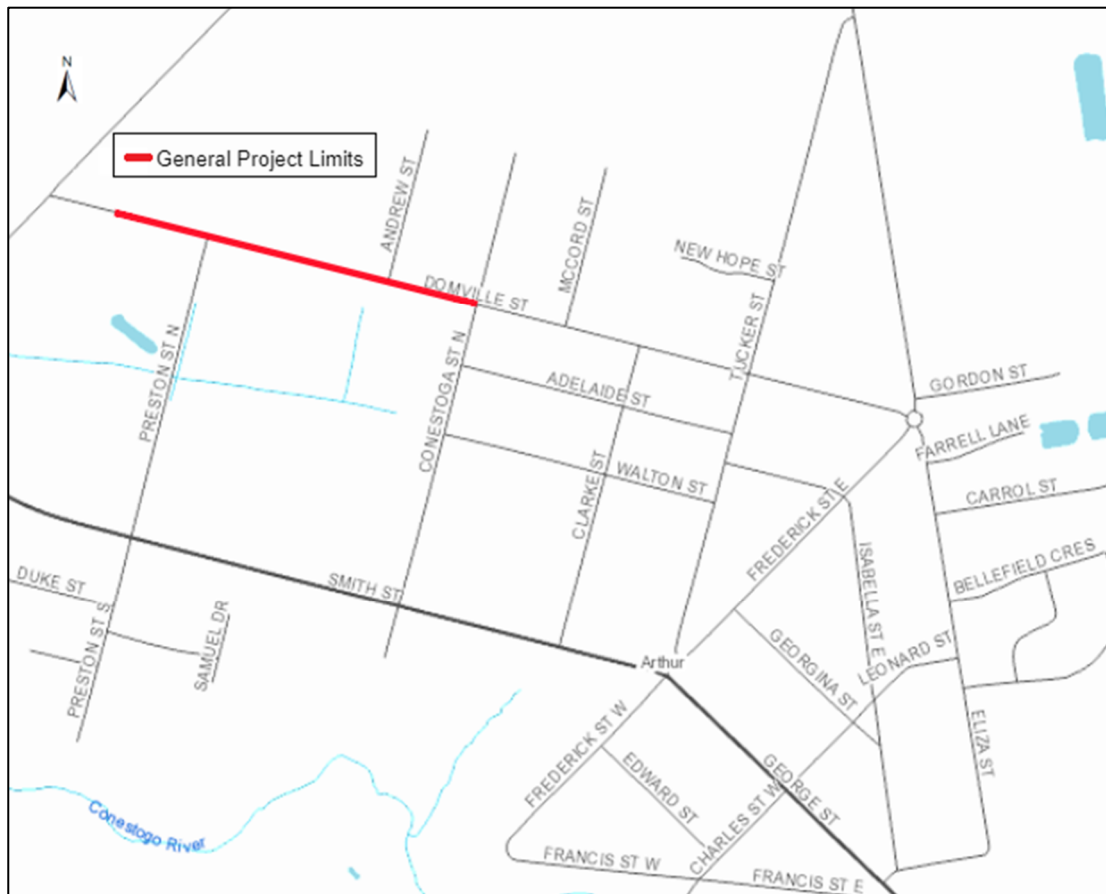 N
General Project Limits
ANDREW ST
MCCORD ST
NEW HOPE ST
DOMVILLE ST
TUCKER ST
PRESTON ST N
CONESTOGA ST N
ADELAIDE ST
GORDON ST
FARRELL LANE
WALTON ST
CLARKE ST
FREDERICK ST E
CARROL ST
ISABELLA ST E
BELLEFIELD CRES
DUKE ST
SMITH ST
PRESTON ST S
SAMUEL DR
Arthur
GEORGINA ST
LEONARD ST
ELIZA ST
FREDERICK ST W
EDWARD ST
GEORGE ST
CHARLES ST W
Conestogo River
FRANCIS ST W
FRANCIS ST E